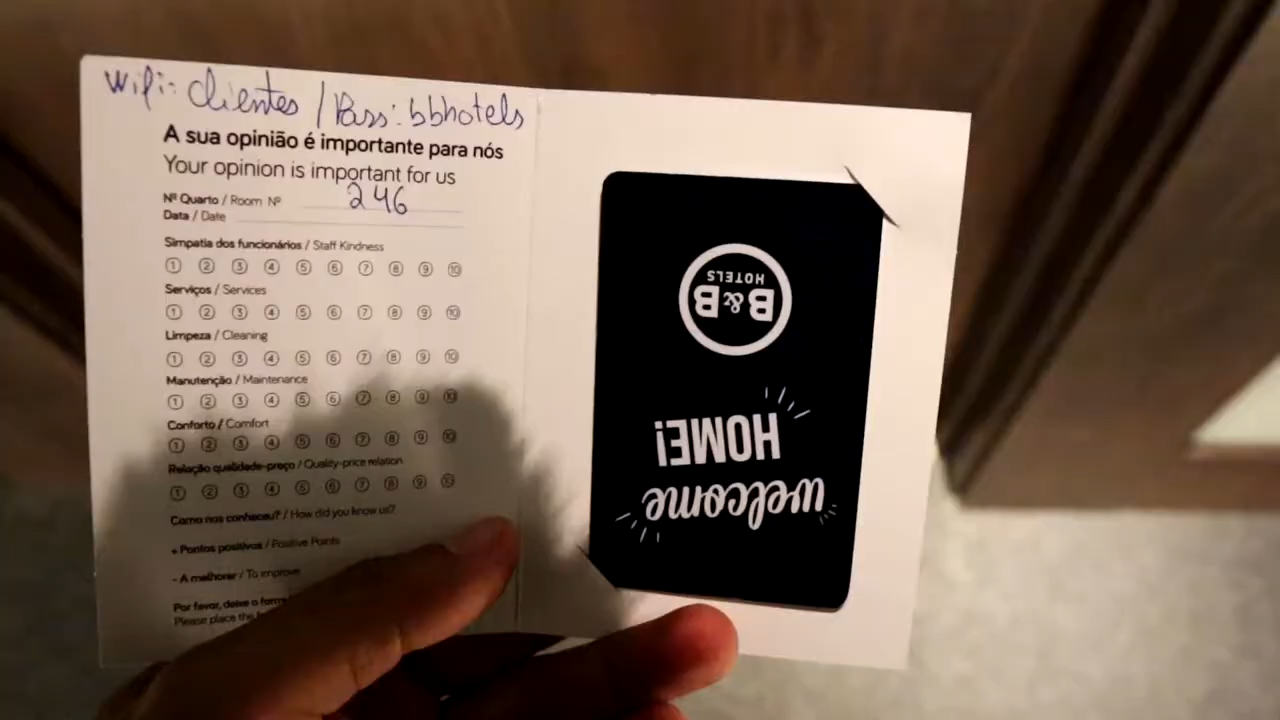 Wifi: clientes / Pass: bbhotels
A sua opinião é importante para nós
Your opinion is important for us
Nº Quarto / Room Nº 246
Data / Date
Simpatia dos funcionários / Staff Kindness
1 2 3 4 5 6 7 8 9 10
Serviços / Services
1 2 3 4 5 6 7 8 9 10
Limpeza / Cleaning
1 2 3 4 5 6 7 8 9 10
Manutenção / Maintenance
1 2 3 4 5 6 7 8 9 10
Conforto / Comfort
1 2 3 4 5 6 7 8 9 10
Relação qualidade-preço / Quality-price relation
1 2 3 4 5 6 7 8 9 10
Como nos conheceu? / How did you know us?
+ Pontos positivos / Positive Points
- A melhorar / To improve
Por favor, deixe o
Please place the
welcome
HOME!
B&B
HOTELS